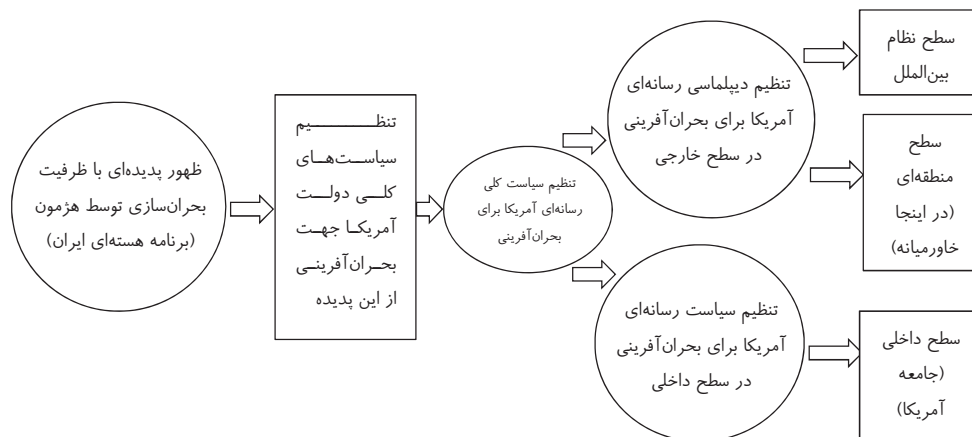 ظهور پدیده‌ای با ظرفیت
بحران‌سازی توسط هژمون
(برنامه هسته‌ای ایران)
تنظیم
سیاست‌های
کلی دولت
آمریکا جهت
بحران‌آفرینی
از این پدیده
تنظیم سیاست کلی
رسانه‌ای آمریکا برای
بحران‌آفرینی
تنظیم دیپلماسی رسانه‌ای
آمریکا برای بحران‌آفرینی
در سطح خارجی
تنظیم سیاست رسانه‌ای
آمریکا برای بحران‌آفرینی
در سطح داخلی
سطح نظام
بین‌الملل
سطح
منطقه‌ای
(در اینجا
خاورمیانه)
سطح داخلی
(جامعه
آمریکا)